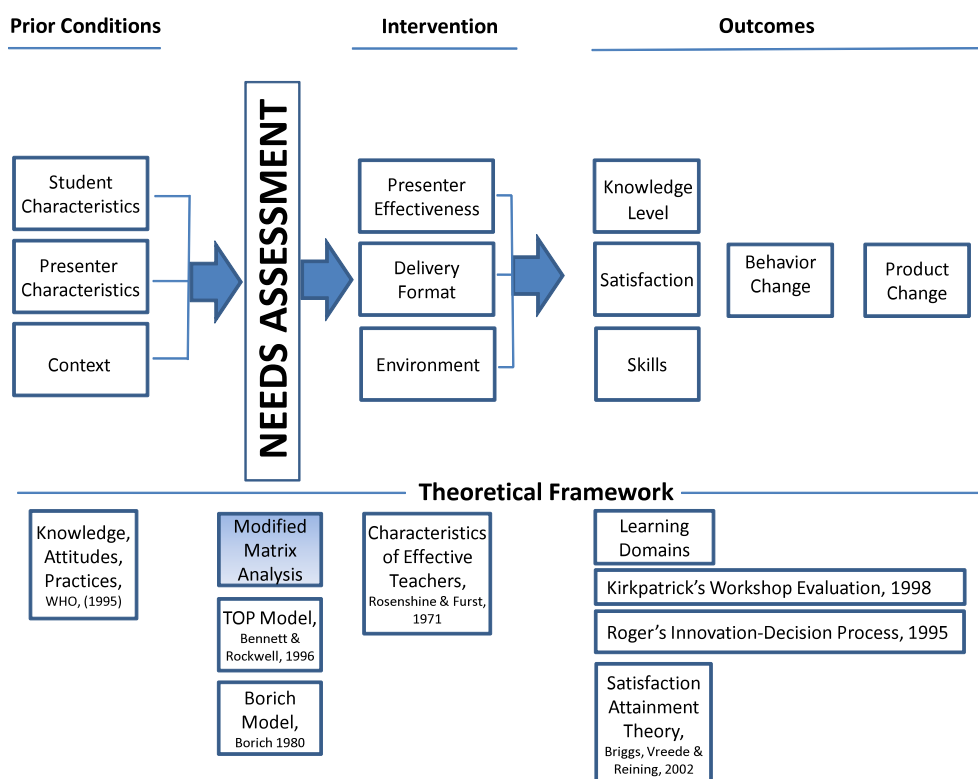 Prior Conditions
Intervention
Outcomes
NEEDS ASSESSMENT
Student
Characteristics
Presenter
Characteristics
Context
Presenter
Effectiveness
Delivery
Format
Environment
Knowledge
Level
Satisfaction
Skills
Behavior
Change
Product
Change
Theoretical Framework
Knowledge,
Attitudes,
Practices,
WHO, (1995)
Modified
Matrix
Analysis
TOP Model,
Bennett &
Rockwell, 1996
Borich
Model,
Borich 1980
Characteristics
of Effective
Teachers,
Rosenshine & Furst,
1971
Learning
Domains
Kirkpatrick's Workshop Evaluation, 1998
Roger's Innovation-Decision Process, 1995
Satisfaction
Attainment
Theory,
Briggs, Vreede &
Reining, 2002